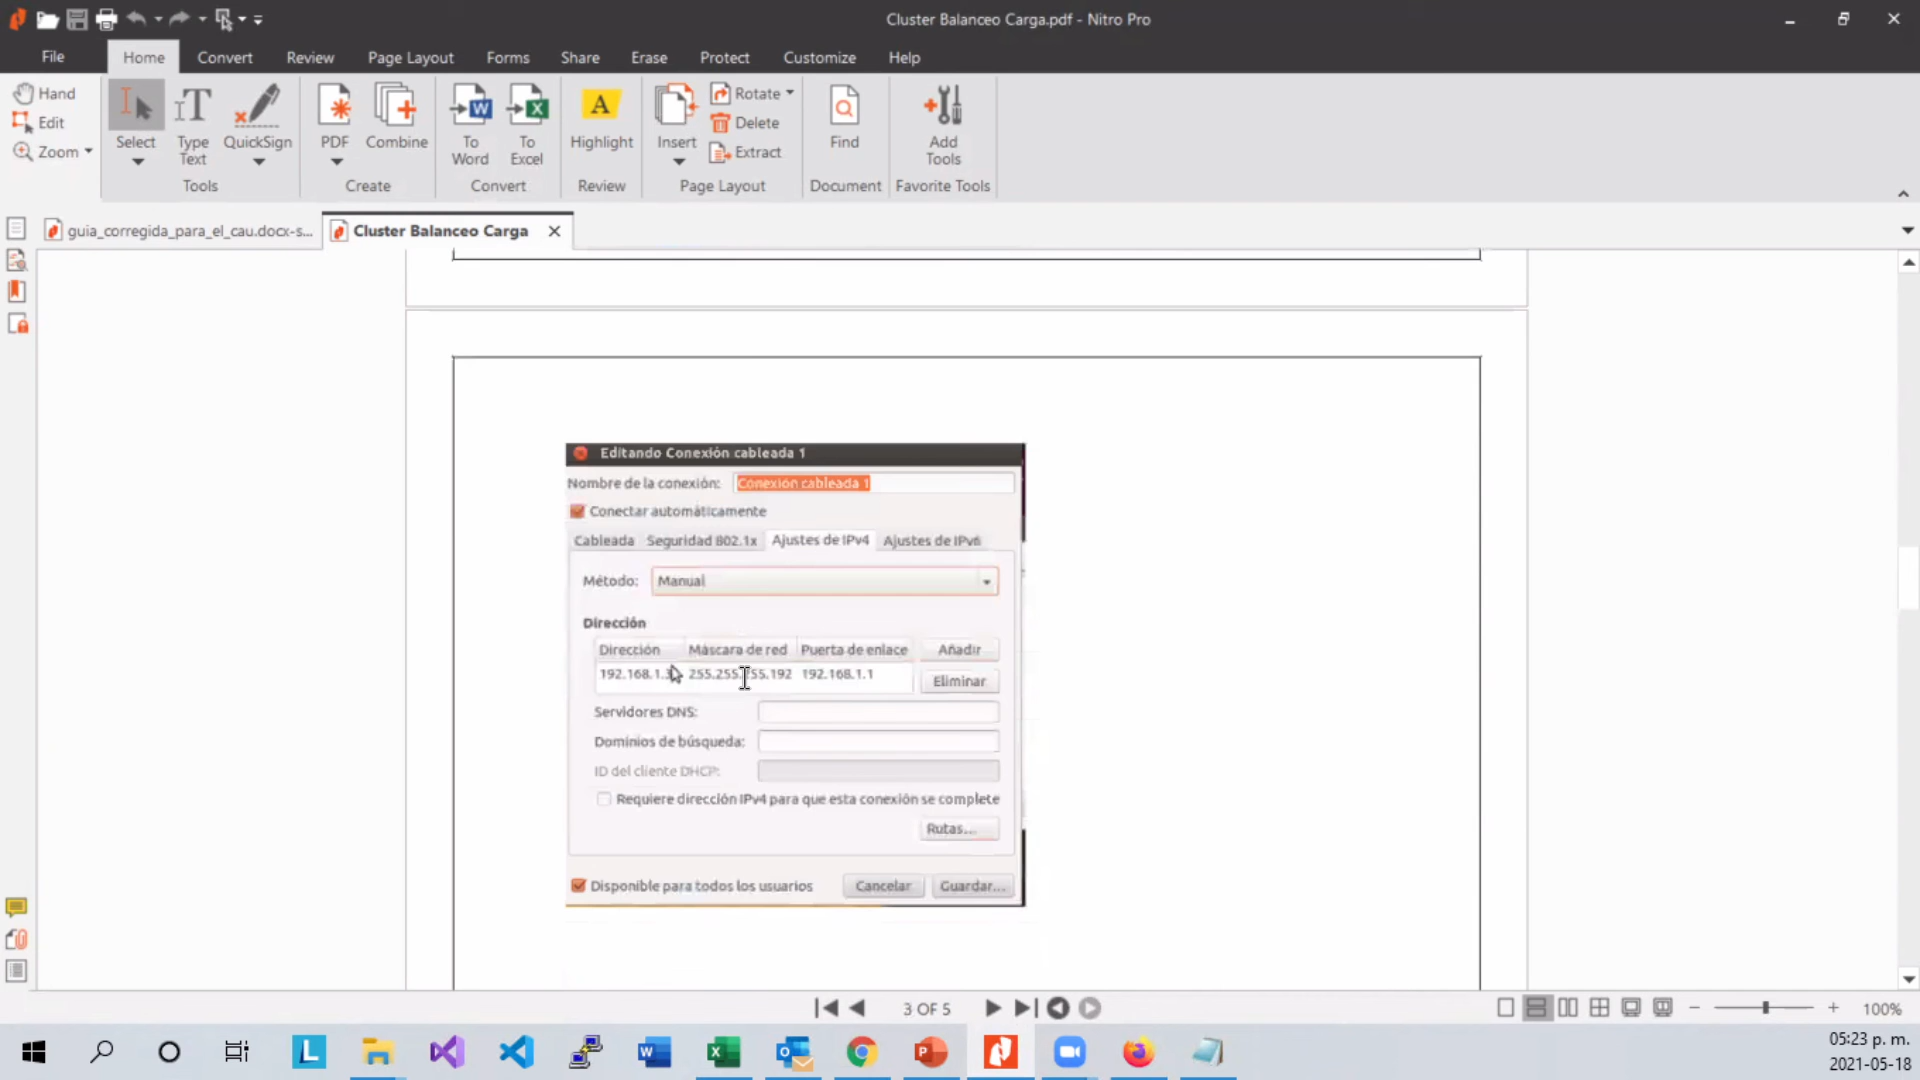 Cluster Balanceo Carga.pdf - Nitro Pro
File Home Convert Review Page Layout Forms Share Erase Protect Customize Help
Hand
Edit
Zoom
Select
Type Text
QuickSign
Tools
PDF
Combine
Create
To Word
To Excel
Convert
Highlight
Review
Insert
Rotate
Delete
Extract
Page Layout
Find
Document
Add Tools
Favorite Tools
guia_corregida_para_el_cau.docx-s...
Cluster Balanceo Carga
Editando Conexión cableada 1
Nombre de la conexión: Conexión cableada 1
Conectar automáticamente
Cableada Seguridad 802.1x Ajustes de IPv4 Ajustes de IPv6
Método: Manual
Dirección
Dirección Máscara de red Puerta de enlace Añadir
255.255.255.192 192.168.1.1 Eliminar
Servidores DNS:
Dominios de búsqueda:
ID del cliente DHCP:
Requiere dirección IPv4 para que esta conexión se complete
Rutas...
Disponible para todos los usuarios Cancelar Guardar...
3 OF 5
100%
05:23 p. m.
2021-05-18